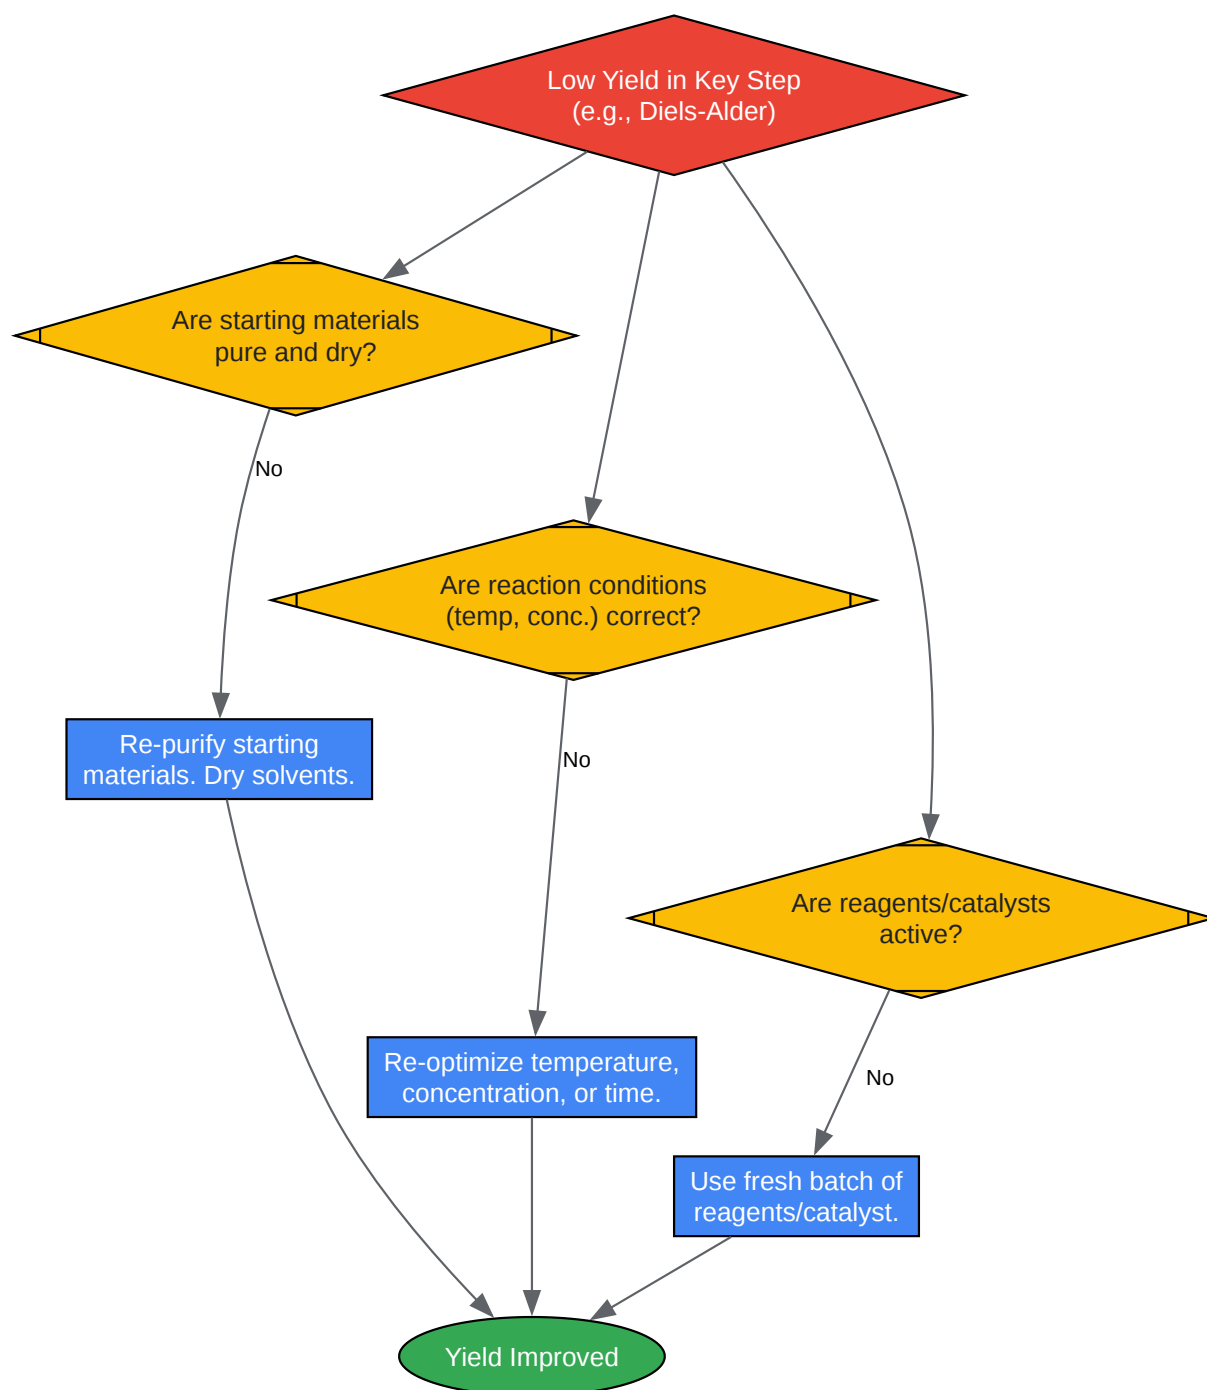 Low Yield in Key Step
(e.g., Diels-Alder)
Are starting materials
pure and dry?
No
Are reaction conditions
(temp, conc.) correct?
Re-purify starting
materials. Dry solvents.
No
Are reagents/catalysts
active?
Re-optimize temperature,
concentration, or time.
No
Use fresh batch of
reagents/catalyst.
Yield Improved